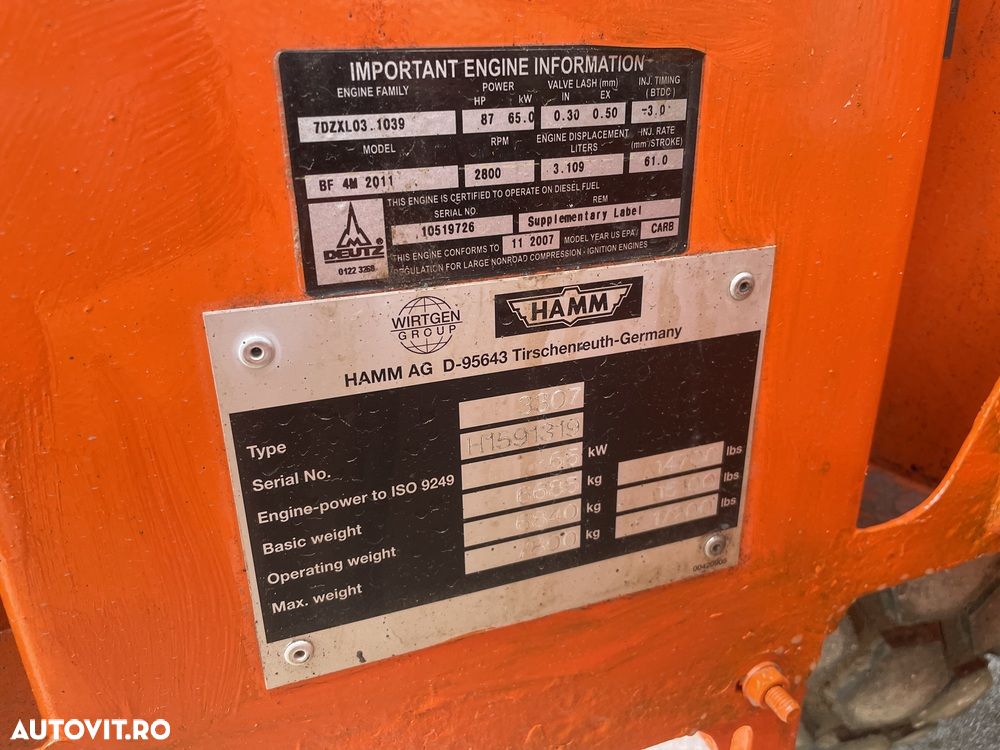 IMPORTANT ENGINE INFORMATION
ENGINE FAMILY
POWER
HP kW
VALVE LASH (mm)
IN EX
INJ. TIMING
(BTDC)
7DZXL03.1039
87 65.0
0.30 0.50
-3.0
MODEL
RPM
ENGINE DISPLACEMENT
LITERS
INJ. RATE
(mm³/STROKE)
BF 4M 2011
2800
3.109
61.0
THIS ENGINE IS CERTIFIED TO OPERATE ON DIESEL FUEL
SERIAL NO.
REM
10519726
Supplementary Label
DEUTZ®
0122 3268
THIS ENGINE CONFORMS TO 11 2007 MODEL YEAR US EPA/ CARB
REGULATION FOR LARGE NONROAD COMPRESSION - IGNITION ENGINES
WIRTGEN
GROUP
HAMM
HAMM AG D-95643 Tirschenreuth-Germany
Type 3307
Serial No. H1591319
Engine-power to ISO 9249 65 kW
Basic weight 6685 kg lbs
Operating weight 6840 kg lbs
Max. weight kg lbs
AUTOVIT.RO